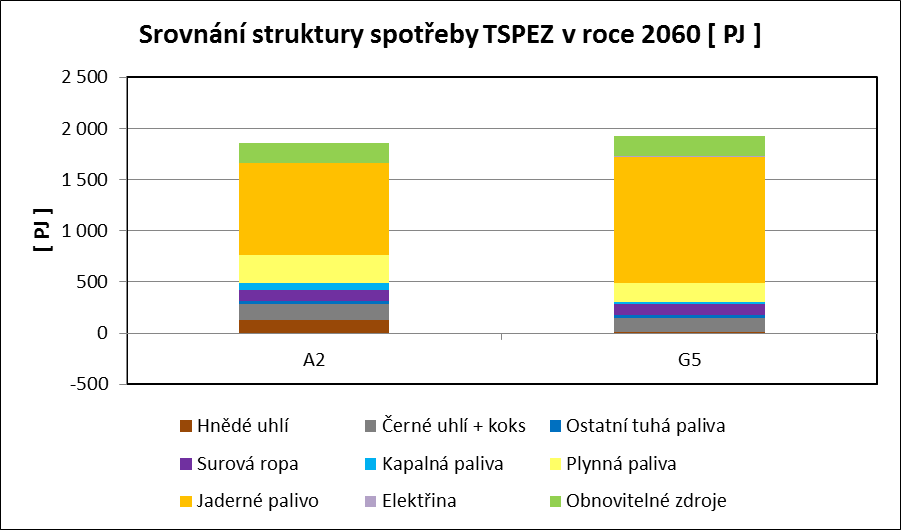 Srovnání struktury spotřeby TSPEZ v roce 2060 [ PJ ]
2 500
2 000
1 500
1 000
500
0
-500
[ PJ ]
A2 G5
Hnědé uhlí Černé uhlí + koks Ostatní tuhá paliva
Surová ropa Kapalná paliva Plynná paliva
Jaderné palivo Elektřina Obnovitelné zdroje